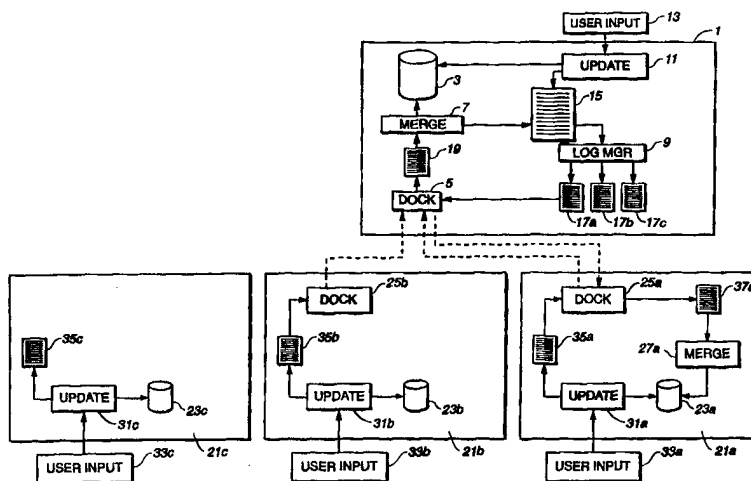 USER INPUT 13
1
UPDATE 11
3
15
7
MERGE
19
LOG MGR 9
5
DOCK
17a 17b 17c
DOCK 25b
DOCK 25a
37a
35c
35b
35a
27a
MERGE
UPDATE
23c
31c
UPDATE
23b
31b
UPDATE
23a
31a
21c
21b
21a
USER INPUT 33c
USER INPUT 33b
USER INPUT 33a